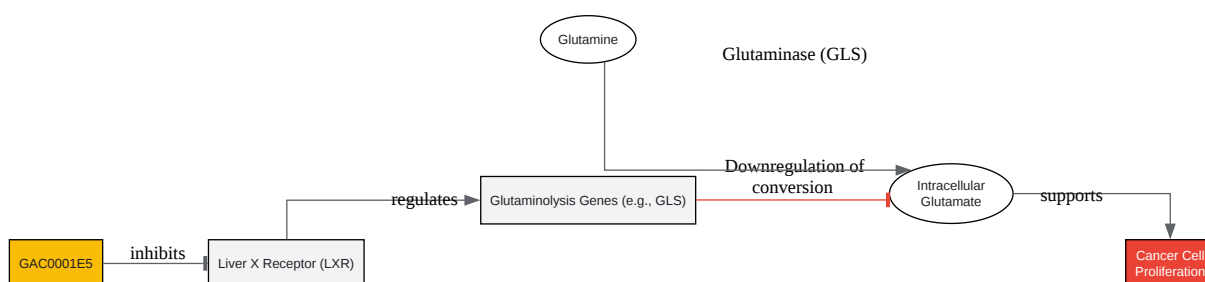 Glutamine
Glutaminase (GLS)
Downregulation of
conversion
Intracellular
Glutamate
regulates
Glutaminolysis Genes (e.g., GLS)
supports
inhibits
GAC0001E5
Liver X Receptor (LXR)
Cancer Cell
Proliferation